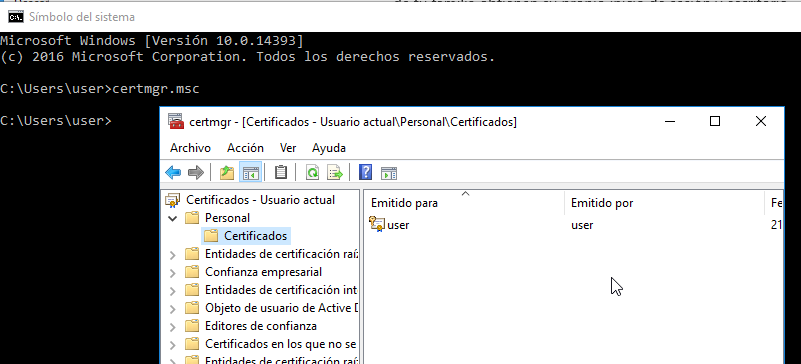 Símbolo del sistema
Microsoft Windows [Versión 10.0.14393]
(c) 2016 Microsoft Corporation. Todos los derechos reservados.
C:\Users\user>certmgr.msc
C:\Users\user>
certmgr - [Certificados - Usuario actual\Personal\Certificados]
Archivo Acción Ver Ayuda
Certificados - Usuario actual
Personal
Certificados
Entidades de certificación raí
Confianza empresarial
Entidades de certificación int
Objeto de usuario de Active D
Editores de confianza
Certificados en los que no se
Entidades de certificación raí
Emitido para Emitido por Fe
user user 21